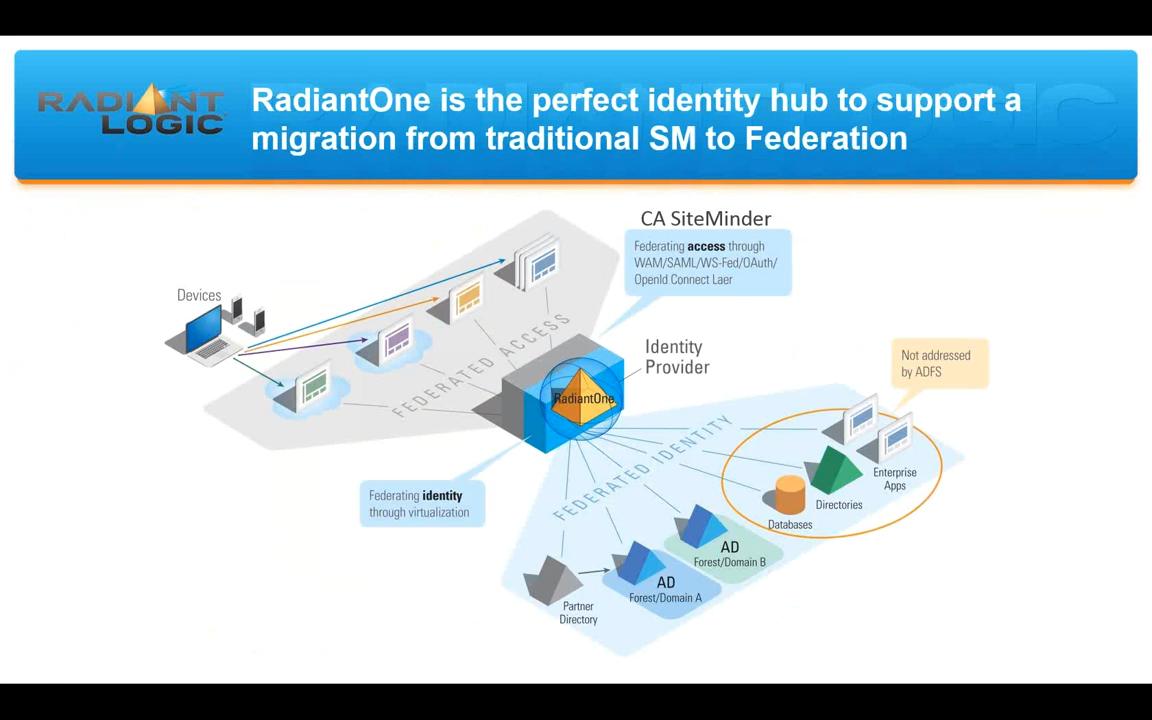 RADIANT
LOGIC
RadiantOne is the perfect identity hub to support a
migration from traditional SM to Federation
CA SiteMinder
Federating access through
WAM/SAML/WS-Fed/OAuth/
OpenId Connect Laer
Devices
FEDERATED ACCESS
Identity
Provider
RadiantOne
Not addressed
by ADFS
FEDERATED IDENTITY
Federating identity
through virtualization
Enterprise
Apps
Directories
Databases
AD
Forest/Domain B
AD
Forest/Domain A
Partner
Directory